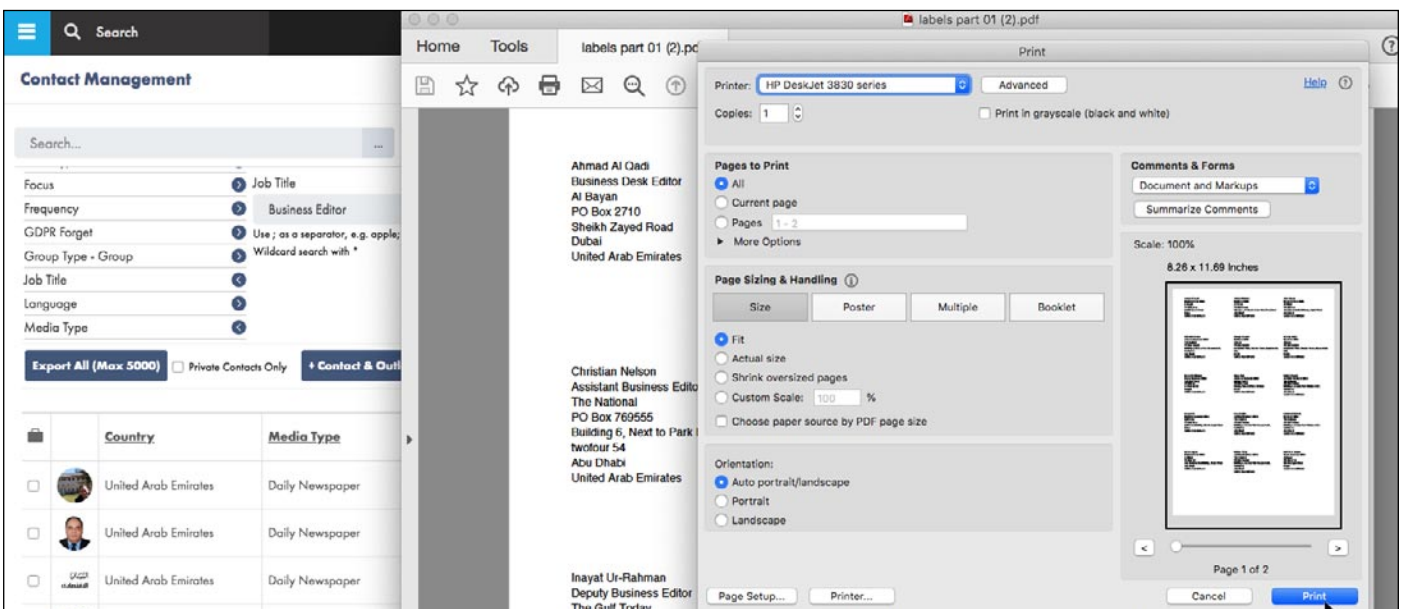 Search
Contact Management
Search...
...
Focus
Frequency
GDPR Forget
Group Type - Group
Job Title
Language
Media Type
Job Title
Business Editor
Use ; as a separator, e.g. apple;
Wildcard search with *
Export All (Max 5000)
Private Contacts Only
+ Contact & Outl
Country
Media Type
United Arab Emirates
Daily Newspaper
United Arab Emirates
Daily Newspaper
United Arab Emirates
Daily Newspaper
labels part 01 (2).pdf
Home
Tools
labels part 01 (2).pd
Ahmad Al Qadi
Business Desk Editor
Al Bayan
PO Box 2710
Sheikh Zayed Road
Dubai
United Arab Emirates
Christian Nelson
Assistant Business Edito
The National
PO Box 769555
Building 6, Next to Park
twofour 54
Abu Dhabi
United Arab Emirates
Inayat Ur-Rahman
Deputy Business Editor
The Gulf Today
Print
Printer: HP DeskJet 3830 series
Advanced
Help
Copies: 1
Print in grayscale (black and white)
Pages to Print
All
Current page
Pages 1 - 2
More Options
Page Sizing & Handling
Size
Poster
Multiple
Booklet
Fit
Actual size
Shrink oversized pages
Custom Scale: 100 %
Choose paper source by PDF page size
Orientation:
Auto portrait/landscape
Portrait
Landscape
Comments & Forms
Document and Markups
Summarize Comments
Scale: 100%
8.26 x 11.69 Inches
<
>
Page 1 of 2
Page Setup...
Printer...
Cancel
Print